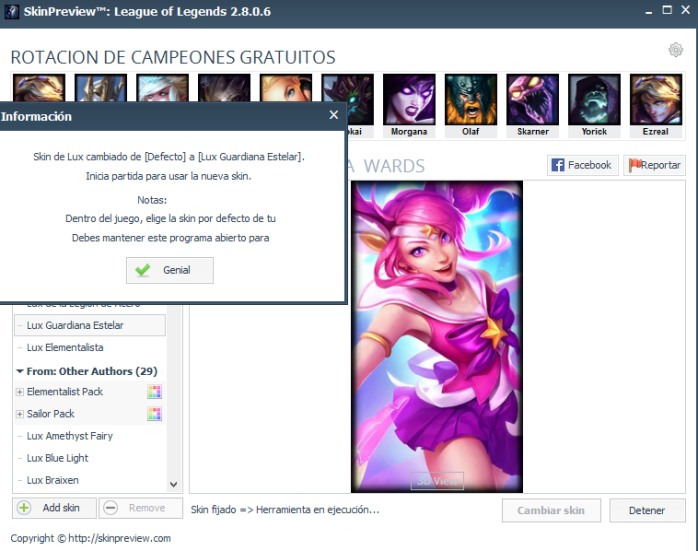 SkinPreview™: League of Legends 2.8.0.6
ROTACION DE CAMPEONES GRATUITOS
Información
okai
Morgana
Olaf
Skarner
Yorick
Ezreal
Skin de Lux cambiado de [Defecto] a [Lux Guardiana Estelar].
Inicia partida para usar la nueva skin.
Notas:
Dentro del juego, elige la skin por defecto de tu
Debes mantener este programa abierto para
Genial
A WARDS
Facebook
Reportar
Lux de la Legión de Acero
Lux Guardiana Estelar
Lux Elementalista
From: Other Authors (29)
Elementalist Pack
Sailor Pack
Lux Amethyst Fairy
Lux Blue Light
Lux Braixen
3D View
Add skin
Remove
Skin fijado => Herramienta en ejecución...
Cambiar skin
Detener
Copyright © http://skinpreview.com